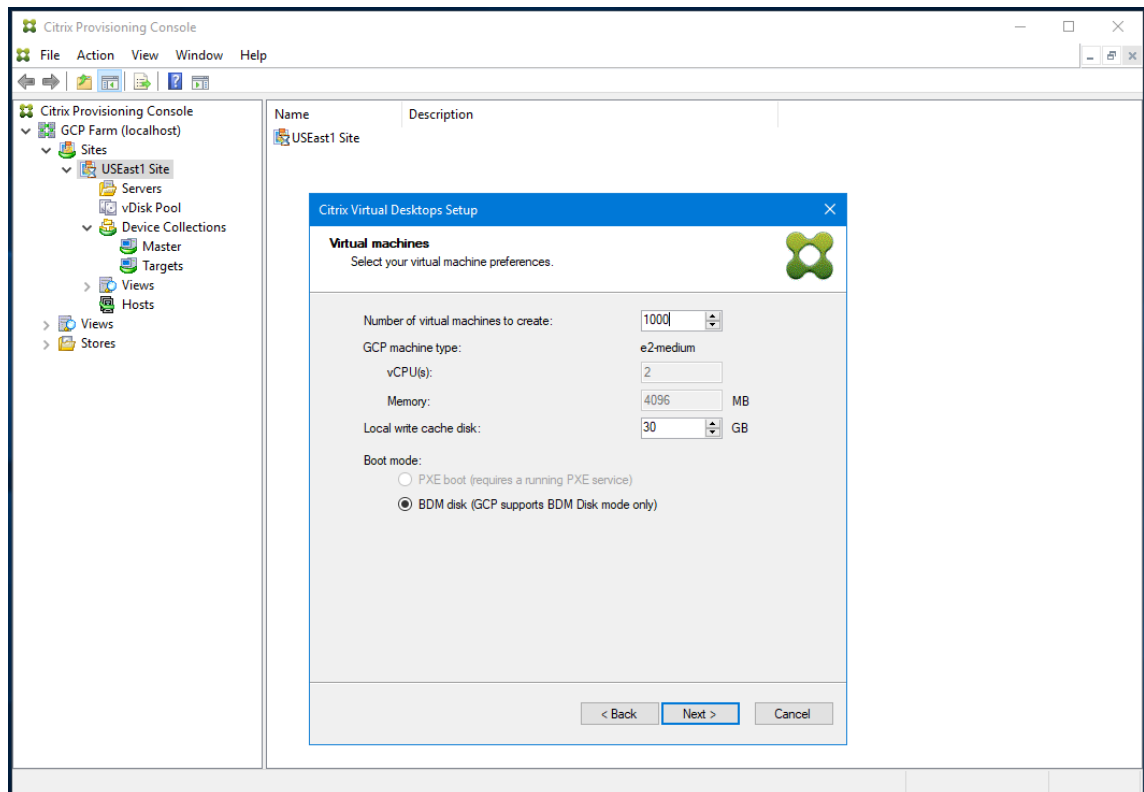 Citrix Provisioning Console
File Action View Window Help
Citrix Provisioning Console
GCP Farm (localhost)
Sites
USEast1 Site
Servers
vDisk Pool
Device Collections
Master
Targets
Views
Hosts
Views
Stores
Name Description
USEast1 Site
Citrix Virtual Desktops Setup
Virtual machines
Select your virtual machine preferences.
Number of virtual machines to create: 1000
GCP machine type: e2-medium
vCPU(s): 2
Memory: 4096 MB
Local write cache disk: 30 GB
Boot mode:
PXE boot (requires a running PXE service)
BDM disk (GCP supports BDM Disk mode only)
< Back Next > Cancel